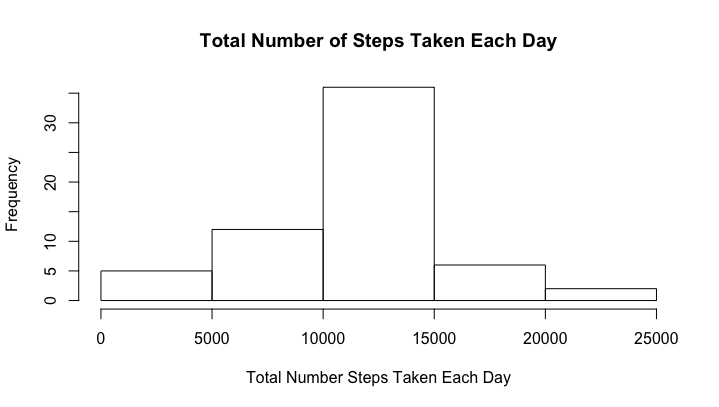 Total Number of Steps Taken Each Day
Frequency
30
20
10
5
0
0 5000 10000 15000 20000 25000
Total Number Steps Taken Each Day